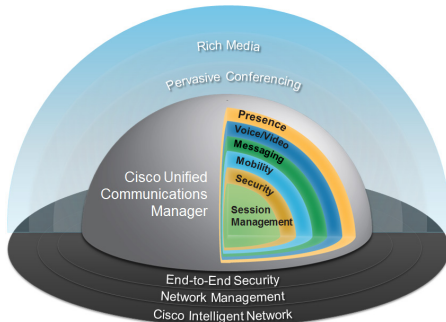 Rich Media
Pervasive Conferencing
Presence
Voice/Video
Messaging
Mobility
Security
Session
Management
Cisco Unified
Communications
Manager
End-to-End Security
Network Management
Cisco Intelligent Network